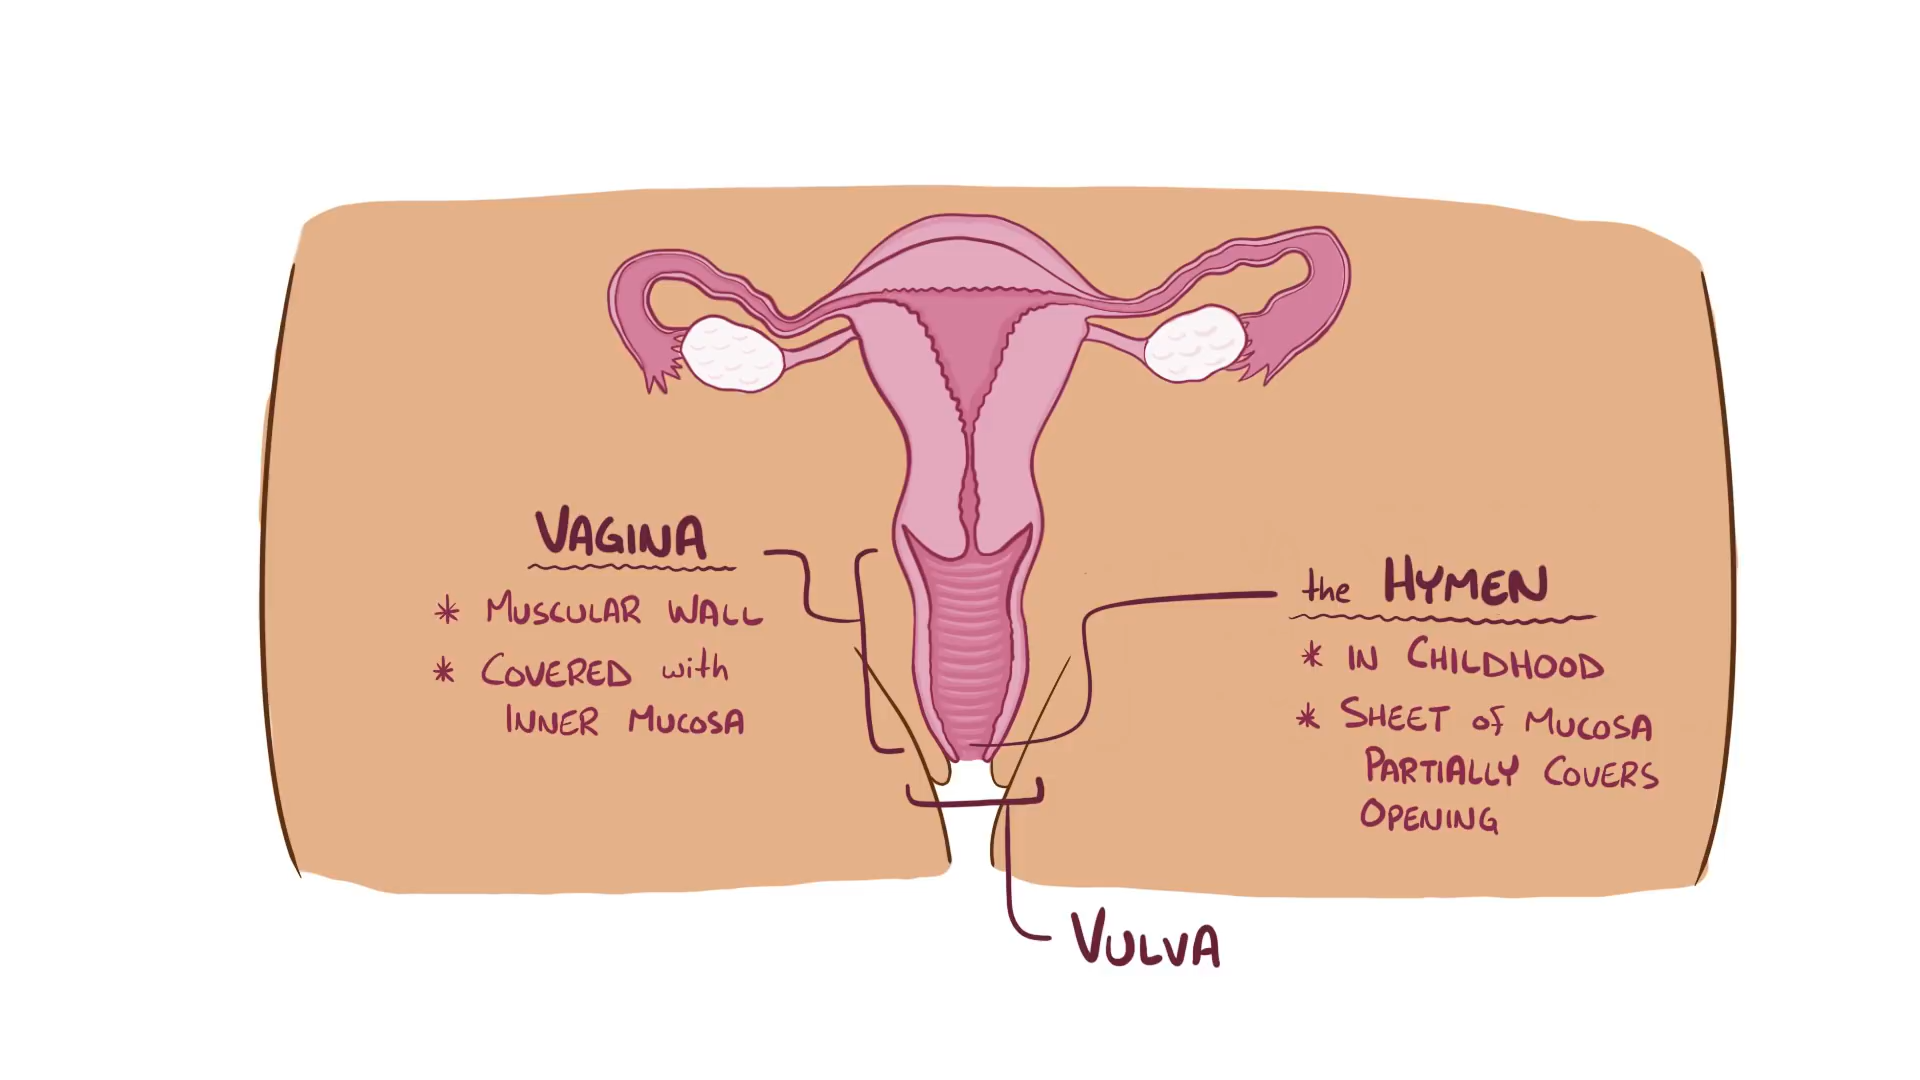 VAGINA
* MUSCULAR WALL
* COVERED with
INNER MUCOSA
the HYMEN
* IN CHILDHOOD
* SHEET of MUCOSA
PARTIALLY COVERS
OPENING
VULVA